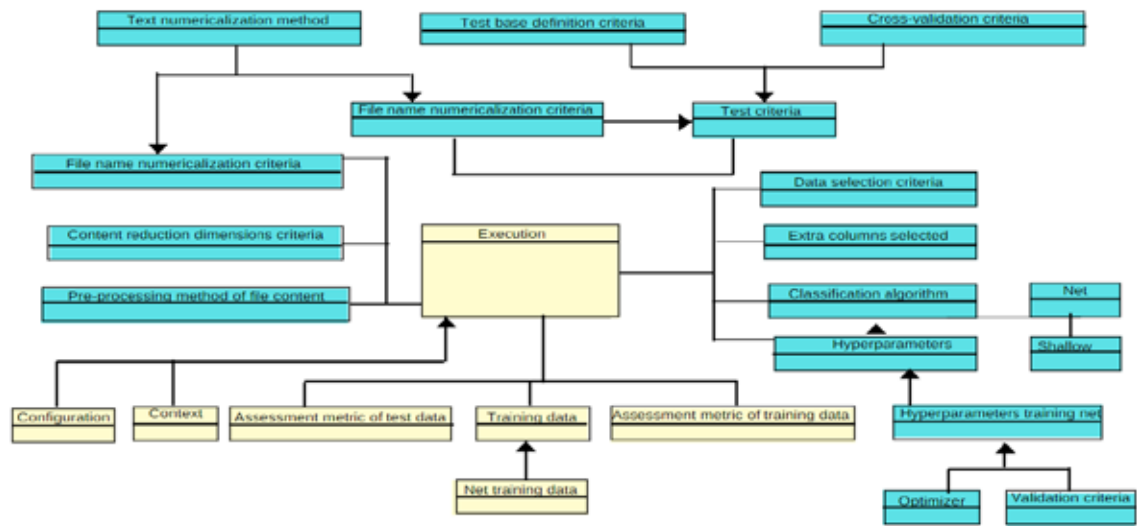 Text numericalization method
Test base definition criteria
Cross-validation criteria
File name numericalization criteria
Test criteria
File name numericalization criteria
Data selection criteria
Content reduction dimensions criteria
Execution
Extra columns selected
Pre-processing method of file content
Classification algorithm
Net
Hyperparameters
Shallow
Configuration
Context
Assessment metric of test data
Training data
Assessment metric of training data
Hyperparameters training net
Net training data
Optimizer
Validation criteria